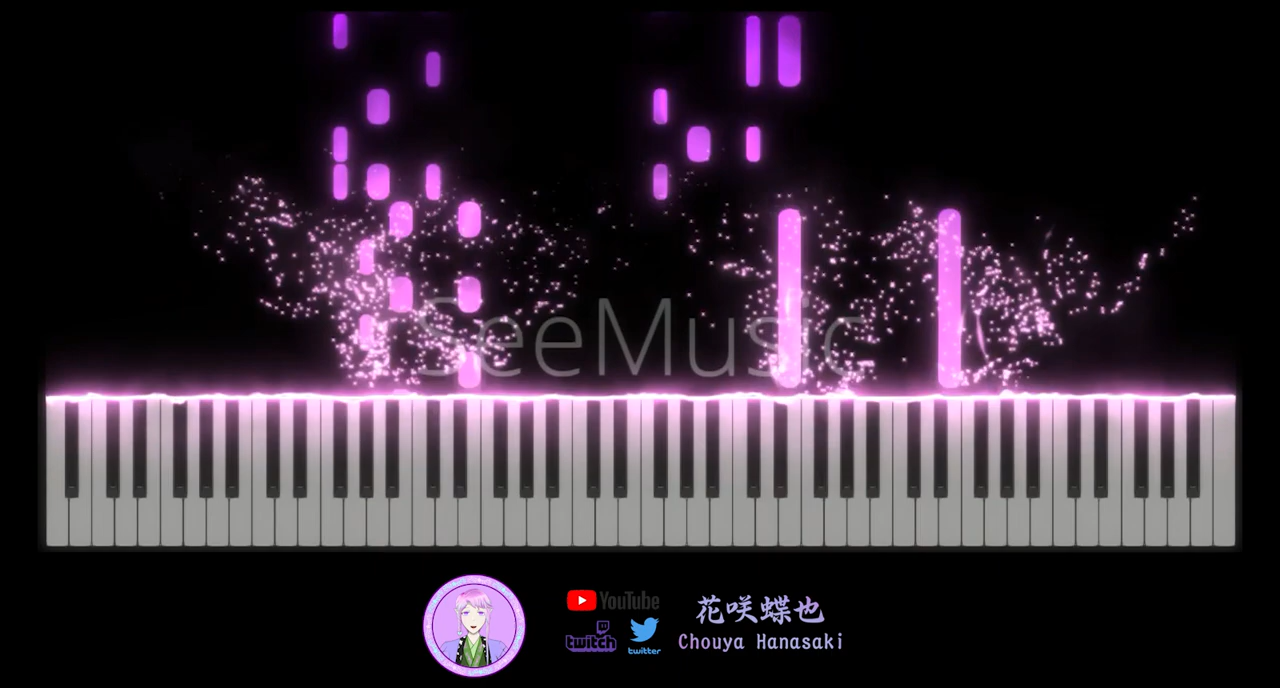 SeeMusic
YouTube
花咲蝶也
twitch
twitter
Chouya Hanasaki